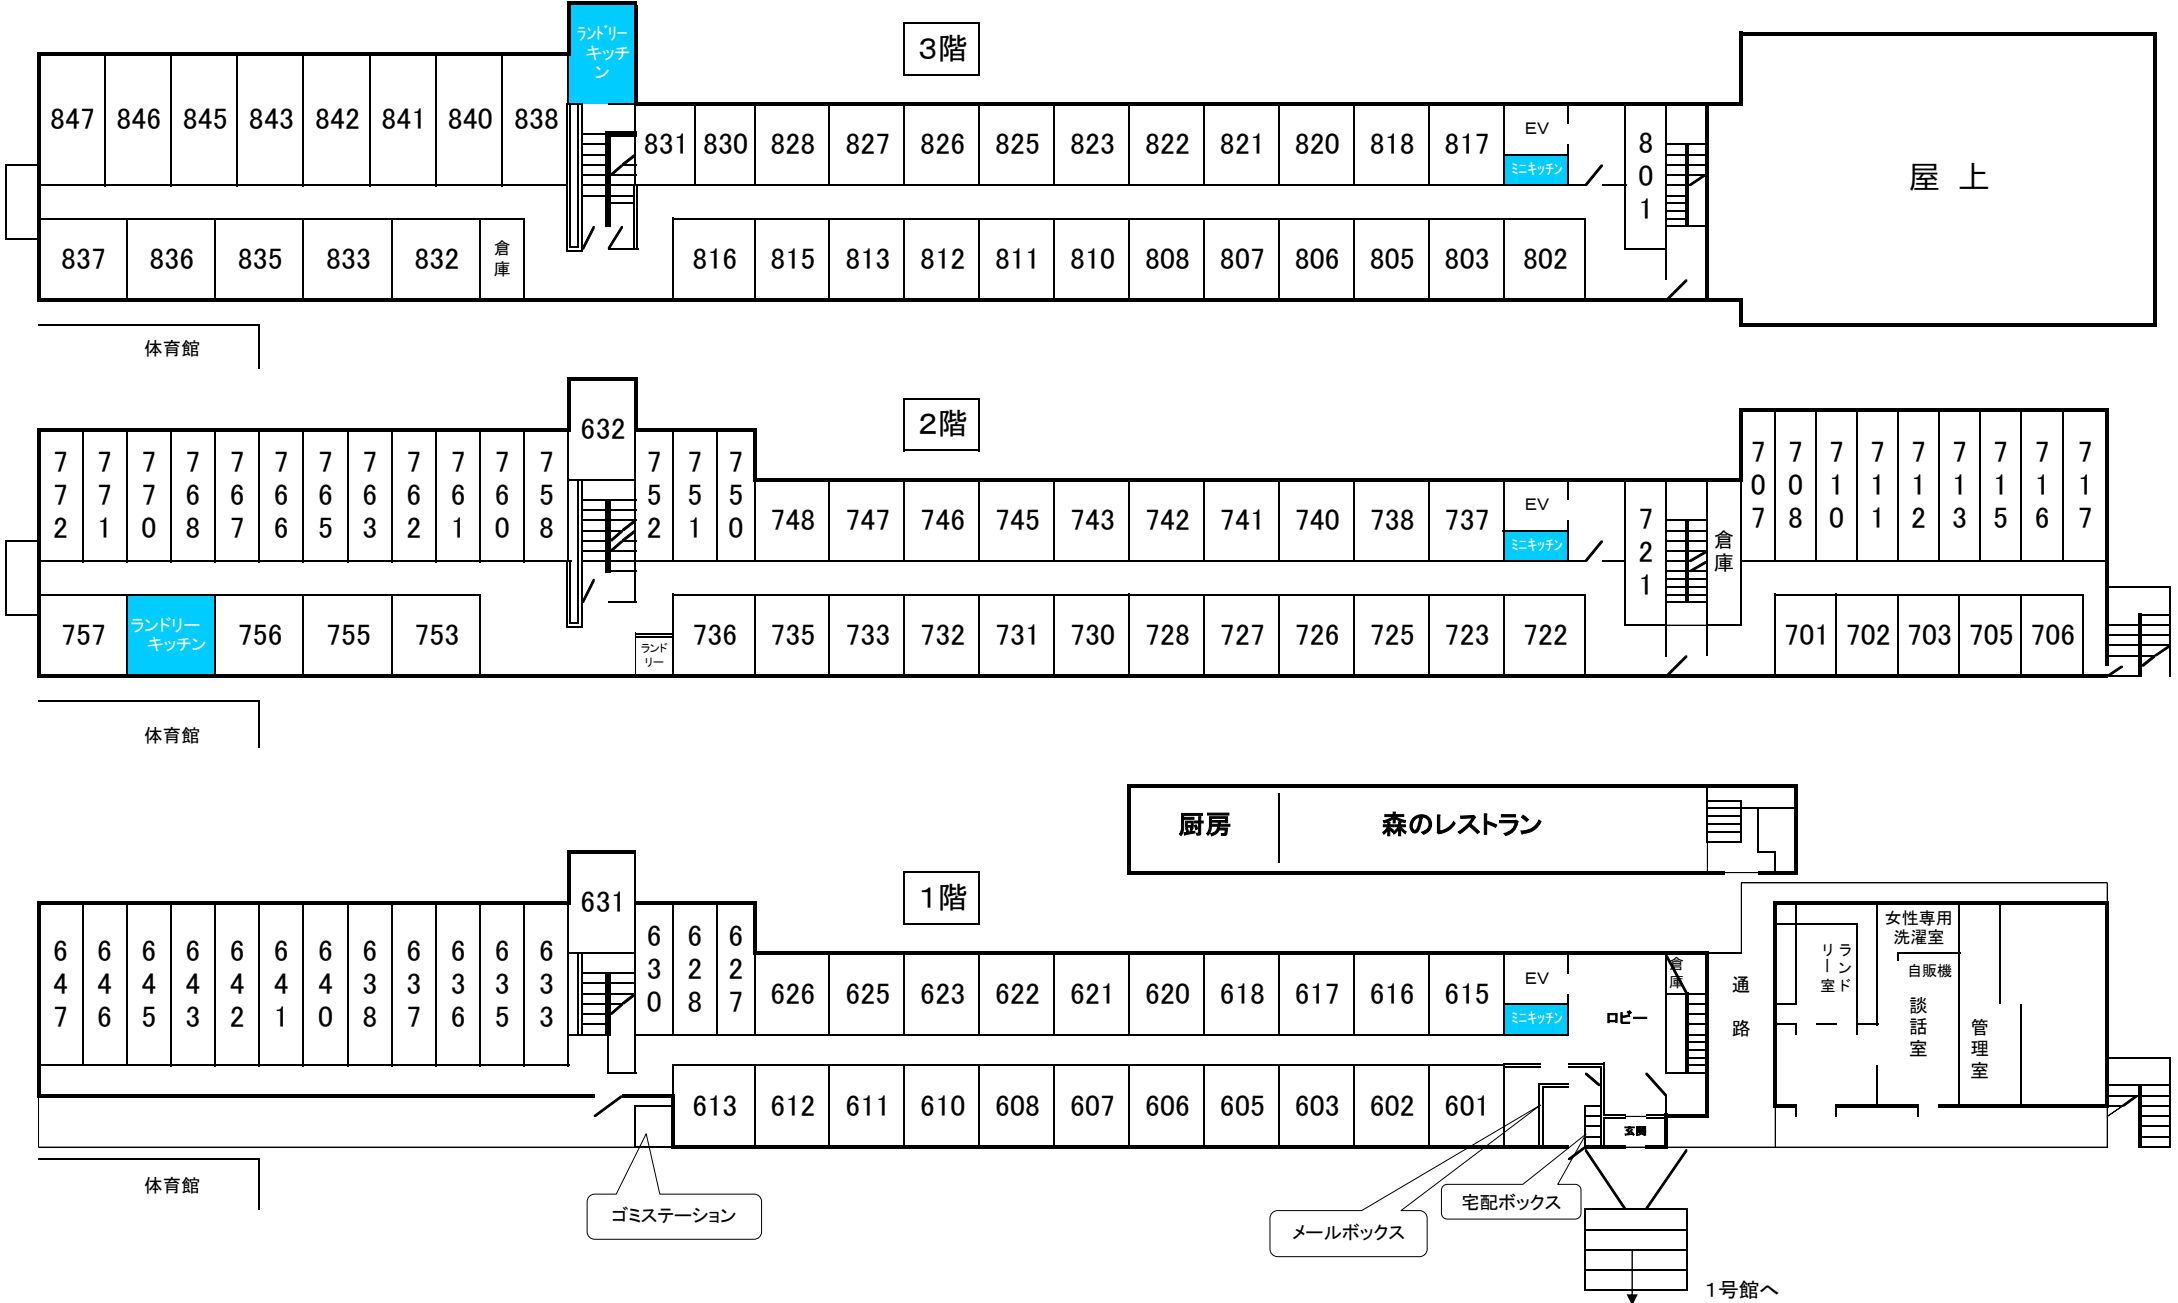 3階
ランドリー
キッチ
ン
847 846 845 843 842 841 840 838
831 830 828 827 826 825 823 822 821 820 818 817
EV
ミニキッチン
801
屋 上
837 836 835 833 832
倉庫
816 815 813 812 811 810 808 807 806 805 803 802
体育館
2階
632
772 771 770 768 767 766 765 763 762 761 760 758
752 751 750
748 747 746 745 743 742 741 740 738 737
EV
ミニキッチン
721
倉庫
707 708 710 711 712 713 715 716 717
757
ランドリー
キッチン
756 755 753
ランド
リー
736 735 733 732 731 730 728 727 726 725 723 722
701 702 703 705 706
体育館
厨房
森のレストラン
1階
631
647 646 645 643 642 641 640 638 637 636 635 633
630 628 627
626 625 623 622 621 620 618 617 616 615
EV
ミニキッチン
ロビー
倉庫
通路
ランド
リー室
女性専用
洗濯室
自販機
談話室
管理室
613 612 611 610 608 607 606 605 603 602 601
玄関
体育館
ゴミステーション
メールボックス
宅配ボックス
1号館へ